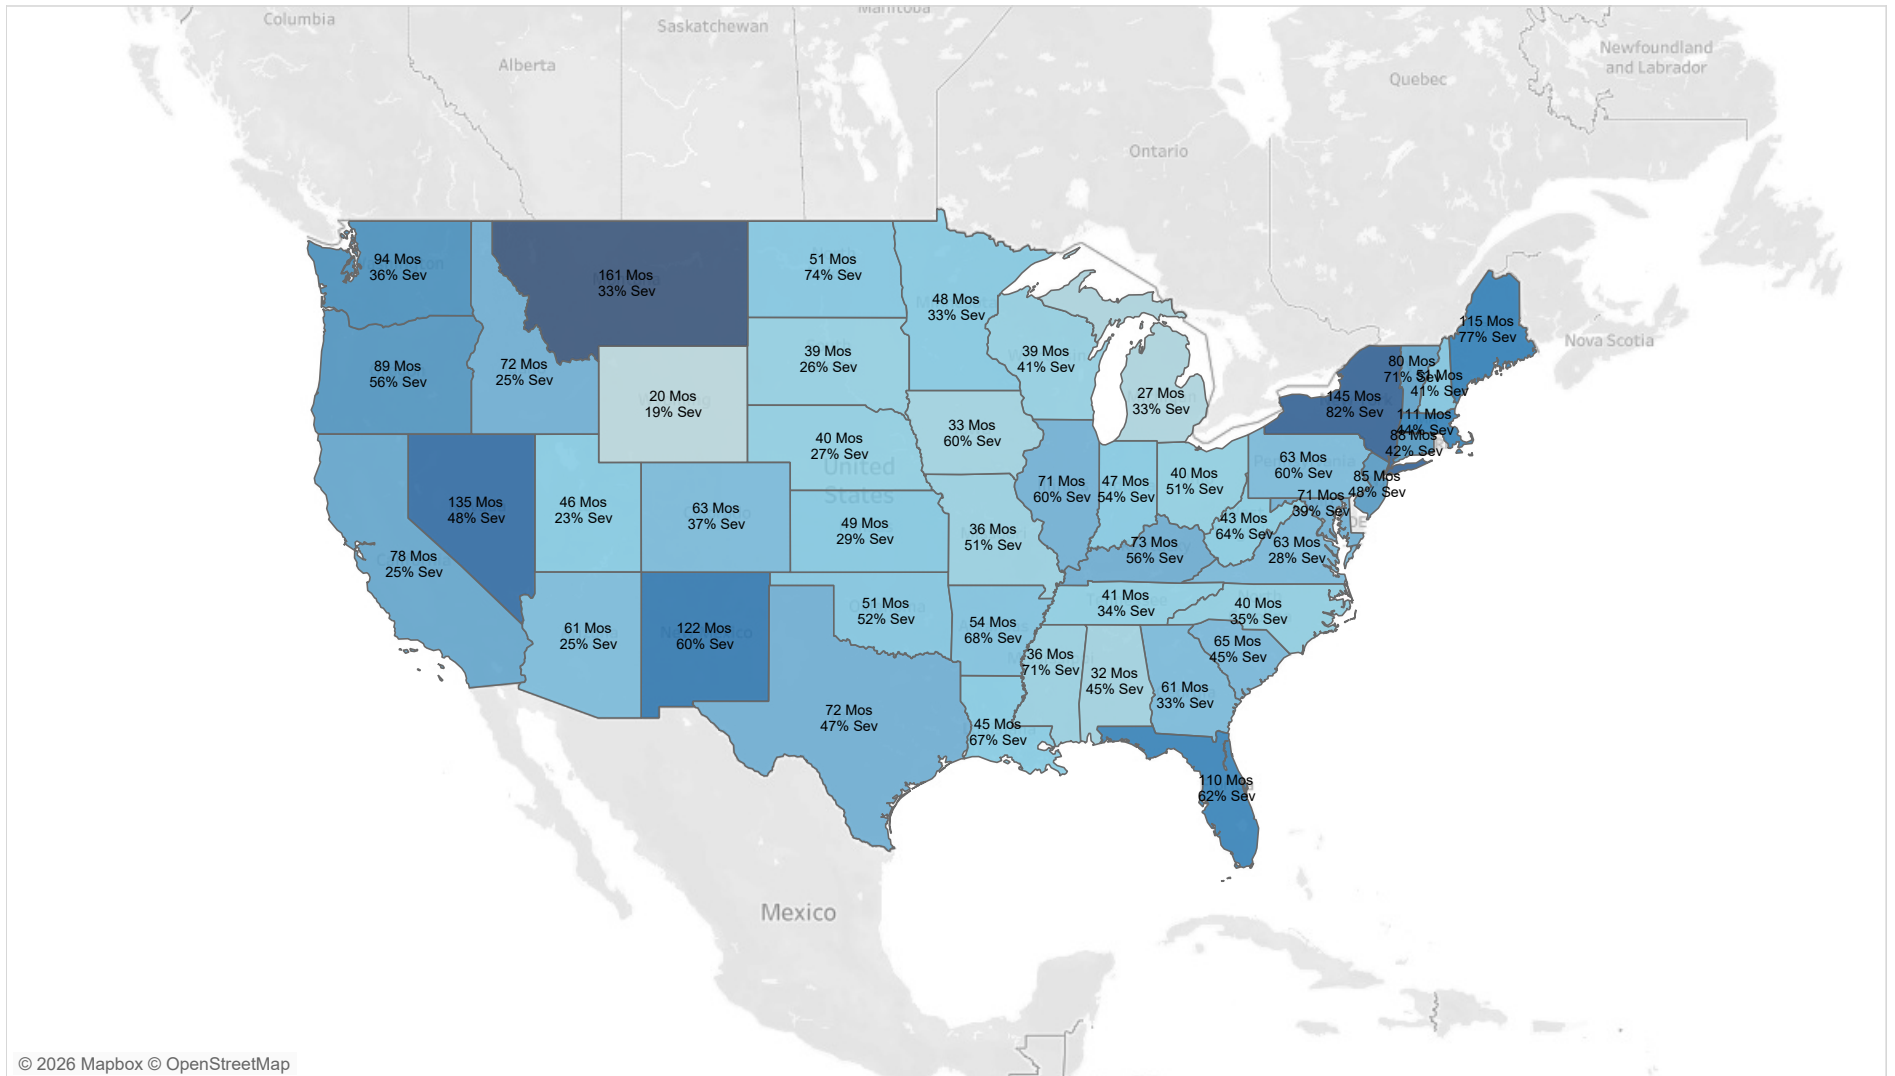 Columbia
Saskatchewan
Manitoba
Alberta
Newfoundland
and Labrador
Quebec
Ontario
Nova Scotia
94 Mos
36% Sev
161 Mos
33% Sev
51 Mos
74% Sev
48 Mos
33% Sev
115 Mos
77% Sev
89 Mos
56% Sev
72 Mos
25% Sev
20 Mos
19% Sev
39 Mos
26% Sev
39 Mos
41% Sev
27 Mos
33% Sev
80 Mos
71% Sev
51 Mos
41% Sev
145 Mos
82% Sev
111 Mos
44% Sev
88 Mos
42% Sev
33 Mos
60% Sev
40 Mos
27% Sev
United
States
63 Mos
60% Sev
85 Mos
48% Sev
135 Mos
48% Sev
46 Mos
23% Sev
63 Mos
37% Sev
49 Mos
29% Sev
36 Mos
51% Sev
71 Mos
60% Sev
47 Mos
54% Sev
40 Mos
51% Sev
71 Mos
39% Sev
DE
43 Mos
64% Sev
63 Mos
28% Sev
78 Mos
25% Sev
73 Mos
56% Sev
61 Mos
25% Sev
122 Mos
60% Sev
51 Mos
52% Sev
54 Mos
68% Sev
41 Mos
34% Sev
40 Mos
35% Sev
65 Mos
45% Sev
36 Mos
71% Sev
32 Mos
45% Sev
61 Mos
33% Sev
72 Mos
47% Sev
45 Mos
67% Sev
110 Mos
62% Sev
Mexico
© 2026 Mapbox © OpenStreetMap